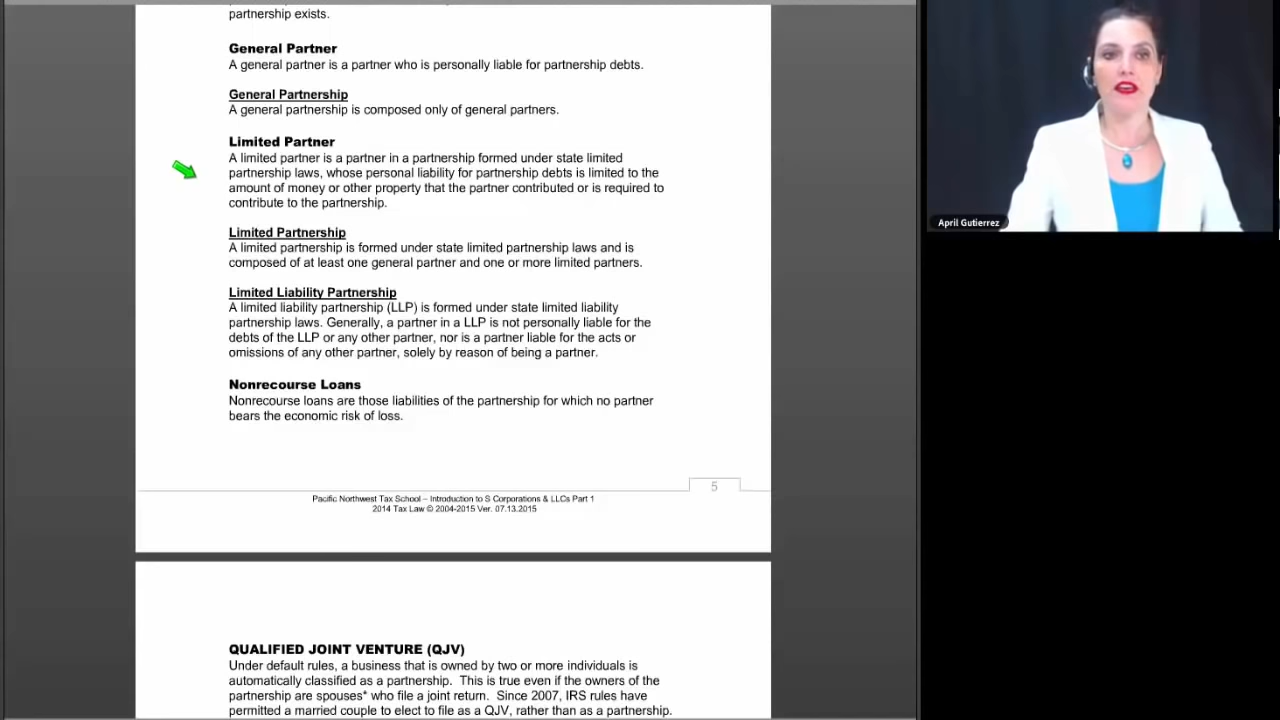 partnership exists.
General Partner
A general partner is a partner who is personally liable for partnership debts.
General Partnership
A general partnership is composed only of general partners.
Limited Partner
A limited partner is a partner in a partnership formed under state limited
partnership laws, whose personal liability for partnership debts is limited to the
amount of money or other property that the partner contributed or is required to
contribute to the partnership.
Limited Partnership
A limited partnership is formed under state limited partnership laws and is
composed of at least one general partner and one or more limited partners.
Limited Liability Partnership
A limited liability partnership (LLP) is formed under state limited liability
partnership laws. Generally, a partner in a LLP is not personally liable for the
debts of the LLP or any other partner, nor is a partner liable for the acts or
omissions of any other partner, solely by reason of being a partner.
Nonrecourse Loans
Nonrecourse loans are those liabilities of the partnership for which no partner
bears the economic risk of loss.
5
Pacific Northwest Tax School – Introduction to S Corporations & LLCs Part 1
2014 Tax Law © 2004-2015 Ver. 07.13.2015
QUALIFIED JOINT VENTURE (QJV)
Under default rules, a business that is owned by two or more individuals is
automatically classified as a partnership. This is true even if the owners of the
partnership are spouses* who file a joint return. Since 2007, IRS rules have
permitted a married couple to elect to file as a QJV, rather than as a partnership.
April Gutierrez